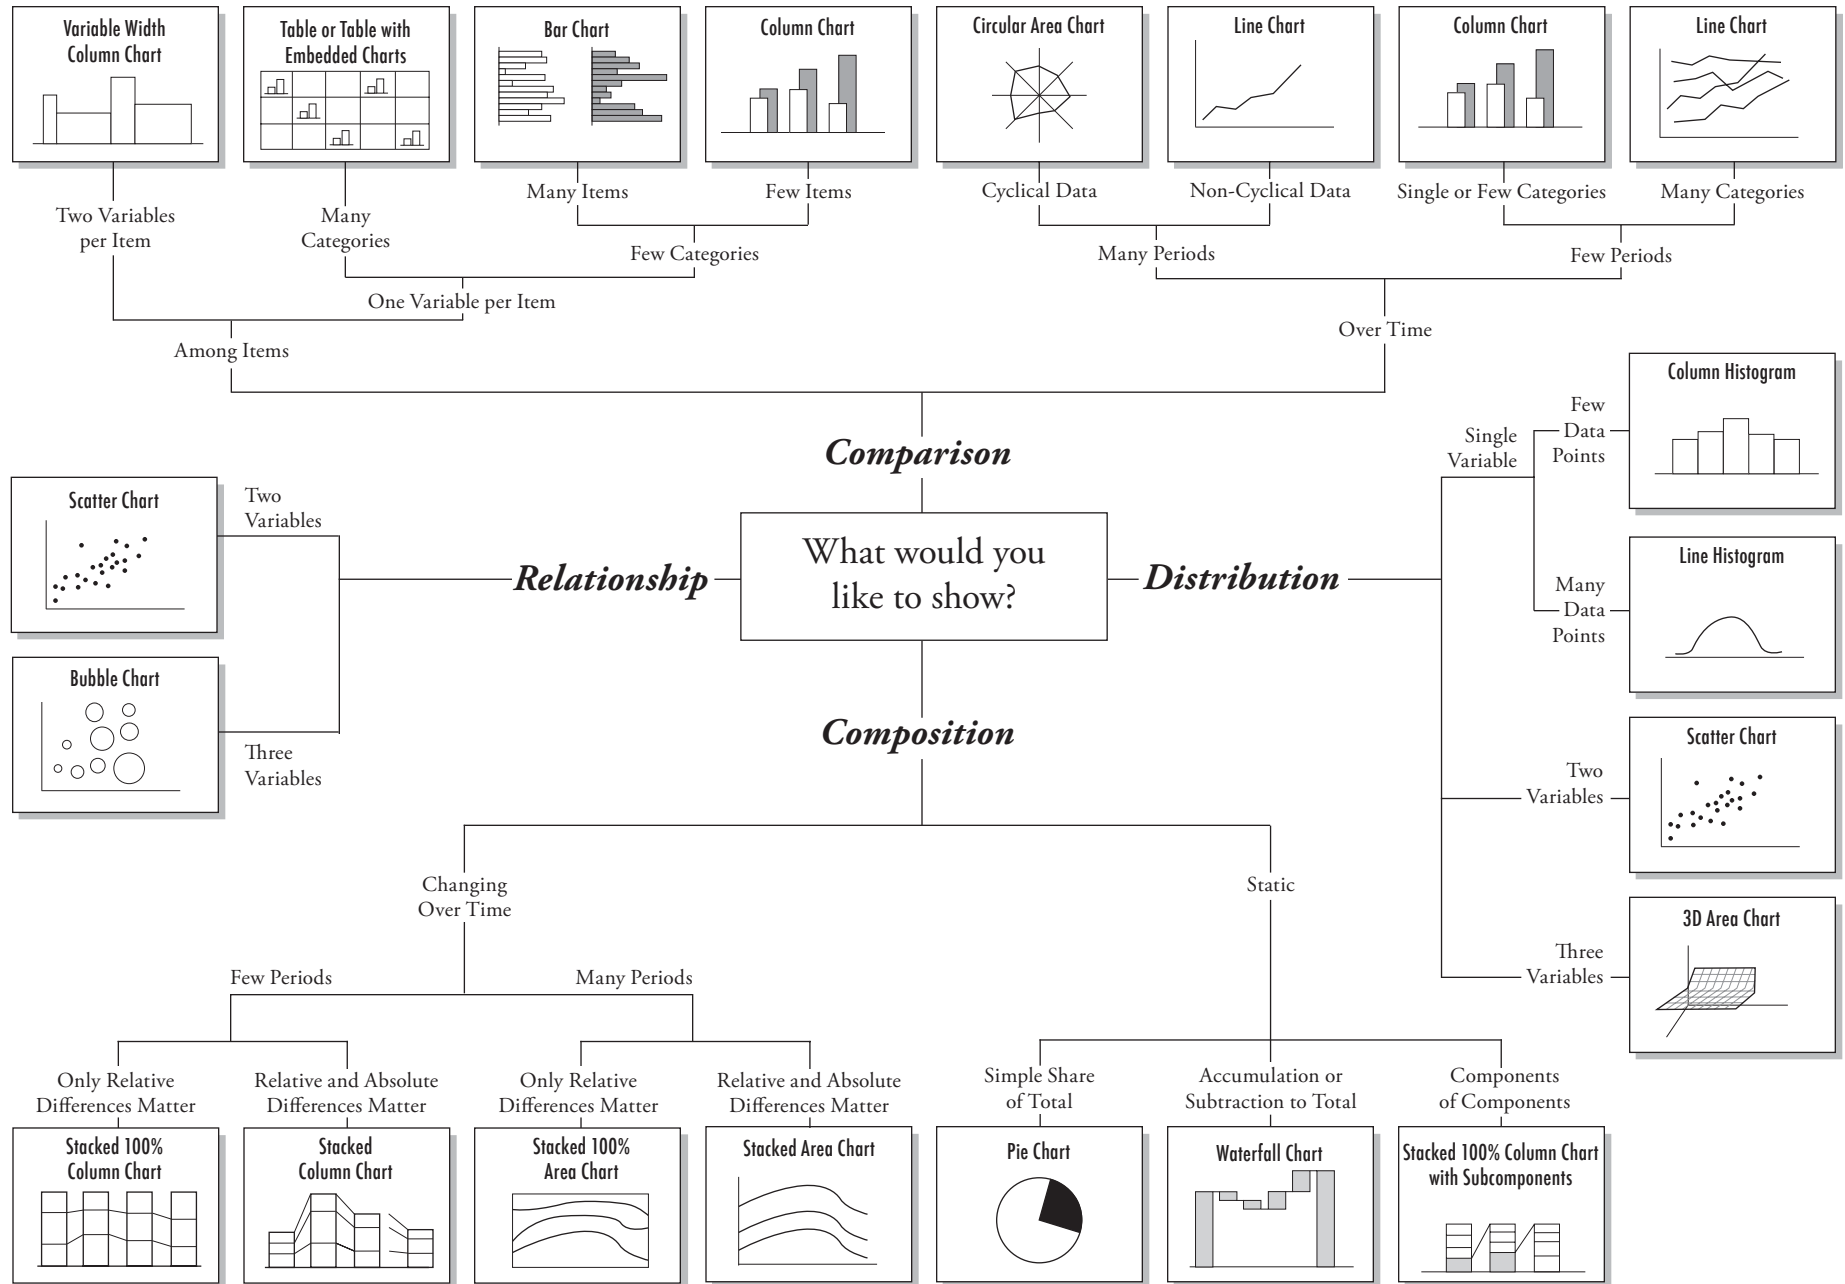 Variable Width
Column Chart
Table or Table with
Embedded Charts
Bar Chart
Column Chart
Circular Area Chart
Line Chart
Column Chart
Line Chart
Two Variables
per Item
Many
Categories
Many Items
Few Items
Cyclical Data
Non-Cyclical Data
Single or Few Categories
Many Categories
Few Categories
Many Periods
Few Periods
One Variable per Item
Among Items
Over Time
Comparison
What would you
like to show?
Relationship
Two
Variables
Scatter Chart
Three
Variables
Bubble Chart
Distribution
Single
Variable
Few
Data
Points
Column Histogram
Many
Data
Points
Line Histogram
Two
Variables
Scatter Chart
Three
Variables
3D Area Chart
Composition
Changing
Over Time
Static
Few Periods
Many Periods
Only Relative
Differences Matter
Relative and Absolute
Differences Matter
Only Relative
Differences Matter
Relative and Absolute
Differences Matter
Simple Share
of Total
Accumulation or
Subtraction to Total
Components
of Components
Stacked 100%
Column Chart
Stacked
Column Chart
Stacked 100%
Area Chart
Stacked Area Chart
Pie Chart
Waterfall Chart
Stacked 100% Column Chart
with Subcomponents